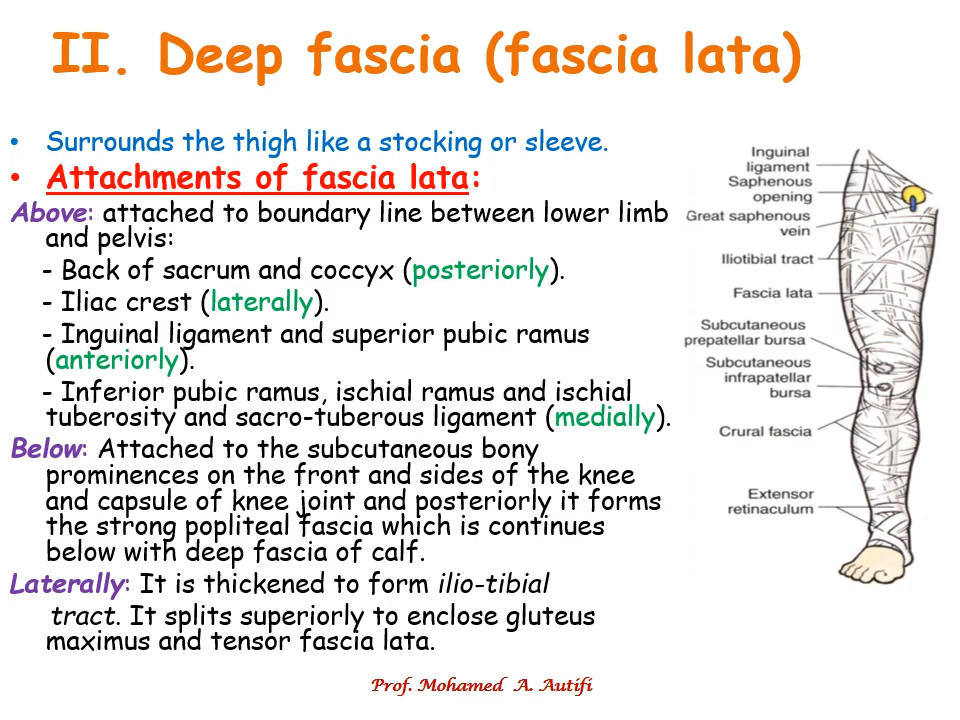 II. Deep fascia (fascia lata)
• Surrounds the thigh like a stocking or sleeve.
• Attachments of fascia lata:
Above: attached to boundary line between lower limb
and pelvis:
- Back of sacrum and coccyx (posteriorly).
- Iliac crest (laterally).
- Inguinal ligament and superior pubic ramus
(anteriorly).
- Inferior pubic ramus, ischial ramus and ischial
tuberosity and sacro-tuberous ligament (medially).
Below: Attached to the subcutaneous bony
prominences on the front and sides of the knee
and capsule of knee joint and posteriorly it forms
the strong popliteal fascia which is continues
below with deep fascia of calf.
Laterally: It is thickened to form ilio-tibial
tract. It splits superiorly to enclose gluteus
maximus and tensor fascia lata.
Inguinal
ligament
Saphenous
opening
Great saphenous
vein
Iliotibial tract
Fascia lata
Subcutaneous
prepatellar bursa
Subcutaneous
infrapatellar
bursa
Crural fascia
Extensor
retinaculum
Prof. Mohamed A. Autifi